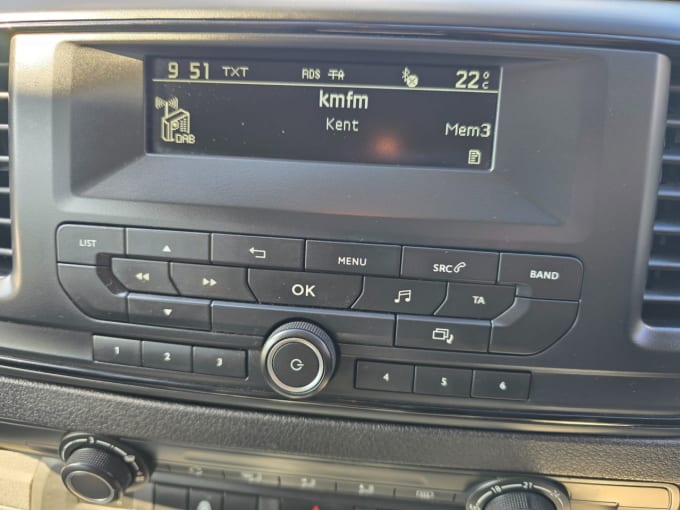 9 51 TXT RDS TA 22°C
kmfm
Kent
Mem3
DAB
LIST
MENU
SRC
BAND
OK
TA
1 2 3
4 5 6